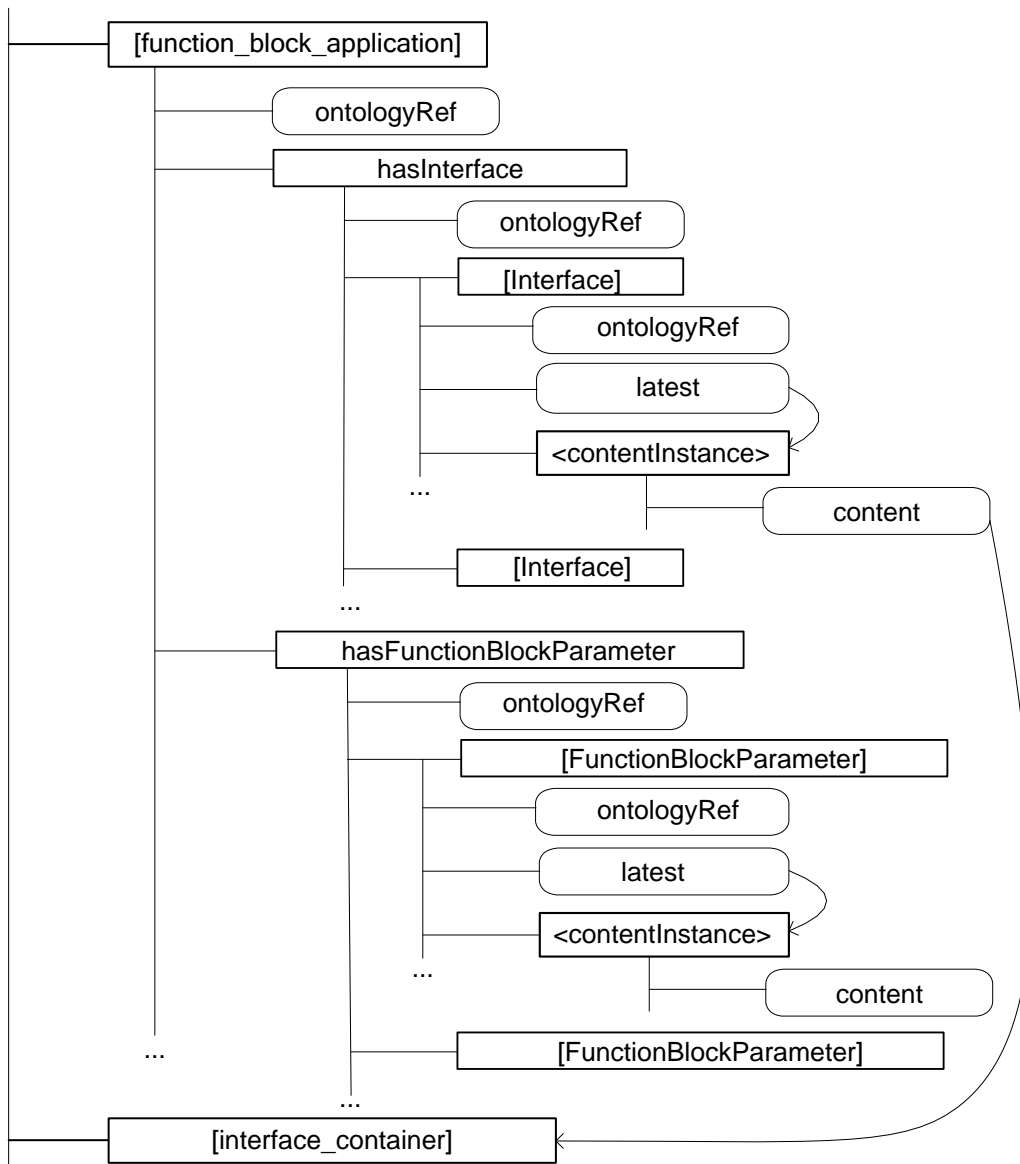 [function_block_application]
ontologyRef
hasInterface
ontologyRef
[Interface]
ontologyRef
latest
<contentInstance>
...
content
[Interface]
...
hasFunctionBlockParameter
ontologyRef
[FunctionBlockParameter]
ontologyRef
latest
<contentInstance>
...
content
...
[FunctionBlockParameter]
...
[interface_container]